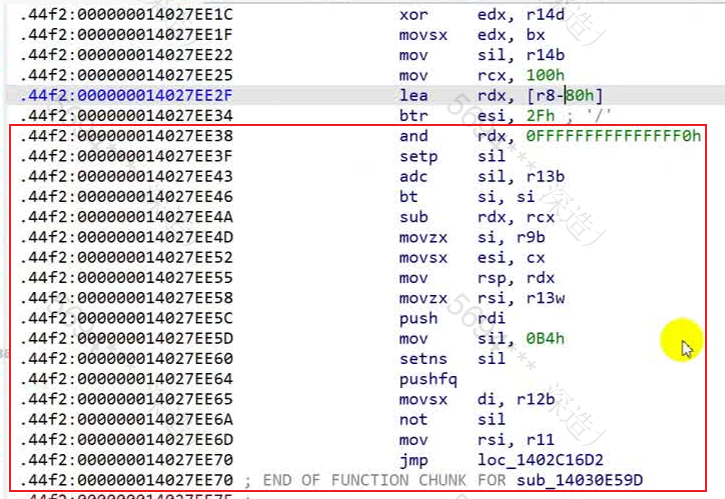 .44f2:000000014027EE1C xor edx, r14d
.44f2:000000014027EE1F movsx edx, bx
.44f2:000000014027EE22 mov sil, r14b
.44f2:000000014027EE25 mov rcx, 100h
.44f2:000000014027EE2F lea rdx, [r8-80h]
.44f2:000000014027EE34 btr esi, 2Fh ; '/'
.44f2:000000014027EE38 and rdx, 0FFFFFFFFFFFFFFF0h
.44f2:000000014027EE3F setp sil
.44f2:000000014027EE43 adc sil, r13b
.44f2:000000014027EE46 bt si, si
.44f2:000000014027EE4A sub rdx, rcx
.44f2:000000014027EE4D movzx si, r9b
.44f2:000000014027EE52 movsx esi, cx
.44f2:000000014027EE55 mov rsp, rdx
.44f2:000000014027EE58 movzx rsi, r13w
.44f2:000000014027EE5C push rdi
.44f2:000000014027EE5D mov sil, 0B4h
.44f2:000000014027EE60 setns sil
.44f2:000000014027EE64 pushfq
.44f2:000000014027EE65 movsx di, r12b
.44f2:000000014027EE6A not sil
.44f2:000000014027EE6D mov rsi, r11
.44f2:000000014027EE70 jmp loc_1402C16D2
.44f2:000000014027EE70 ; END OF FUNCTION CHUNK FOR sub_14030E59D